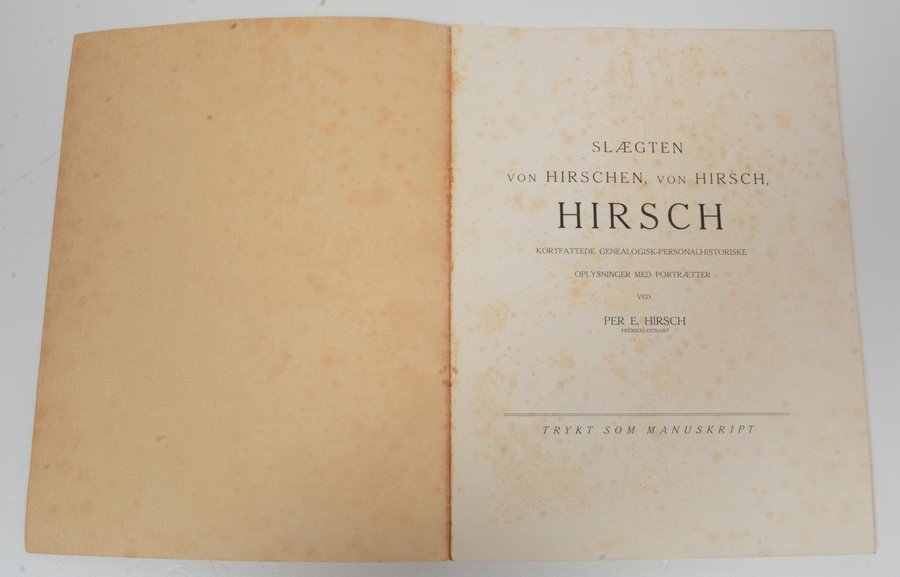 SLÆGTEN
VON HIRSCHEN, VON HIRSCH,
HIRSCH
KORTFATTEDE GENEALOGISK-PERSONALHISTORISKE
OPLYSNINGER MED PORTRÆTTER
VED
PER E. HIRSCH
PREMIERLØJTNANT
TRYKT SOM MANUSKRIPT